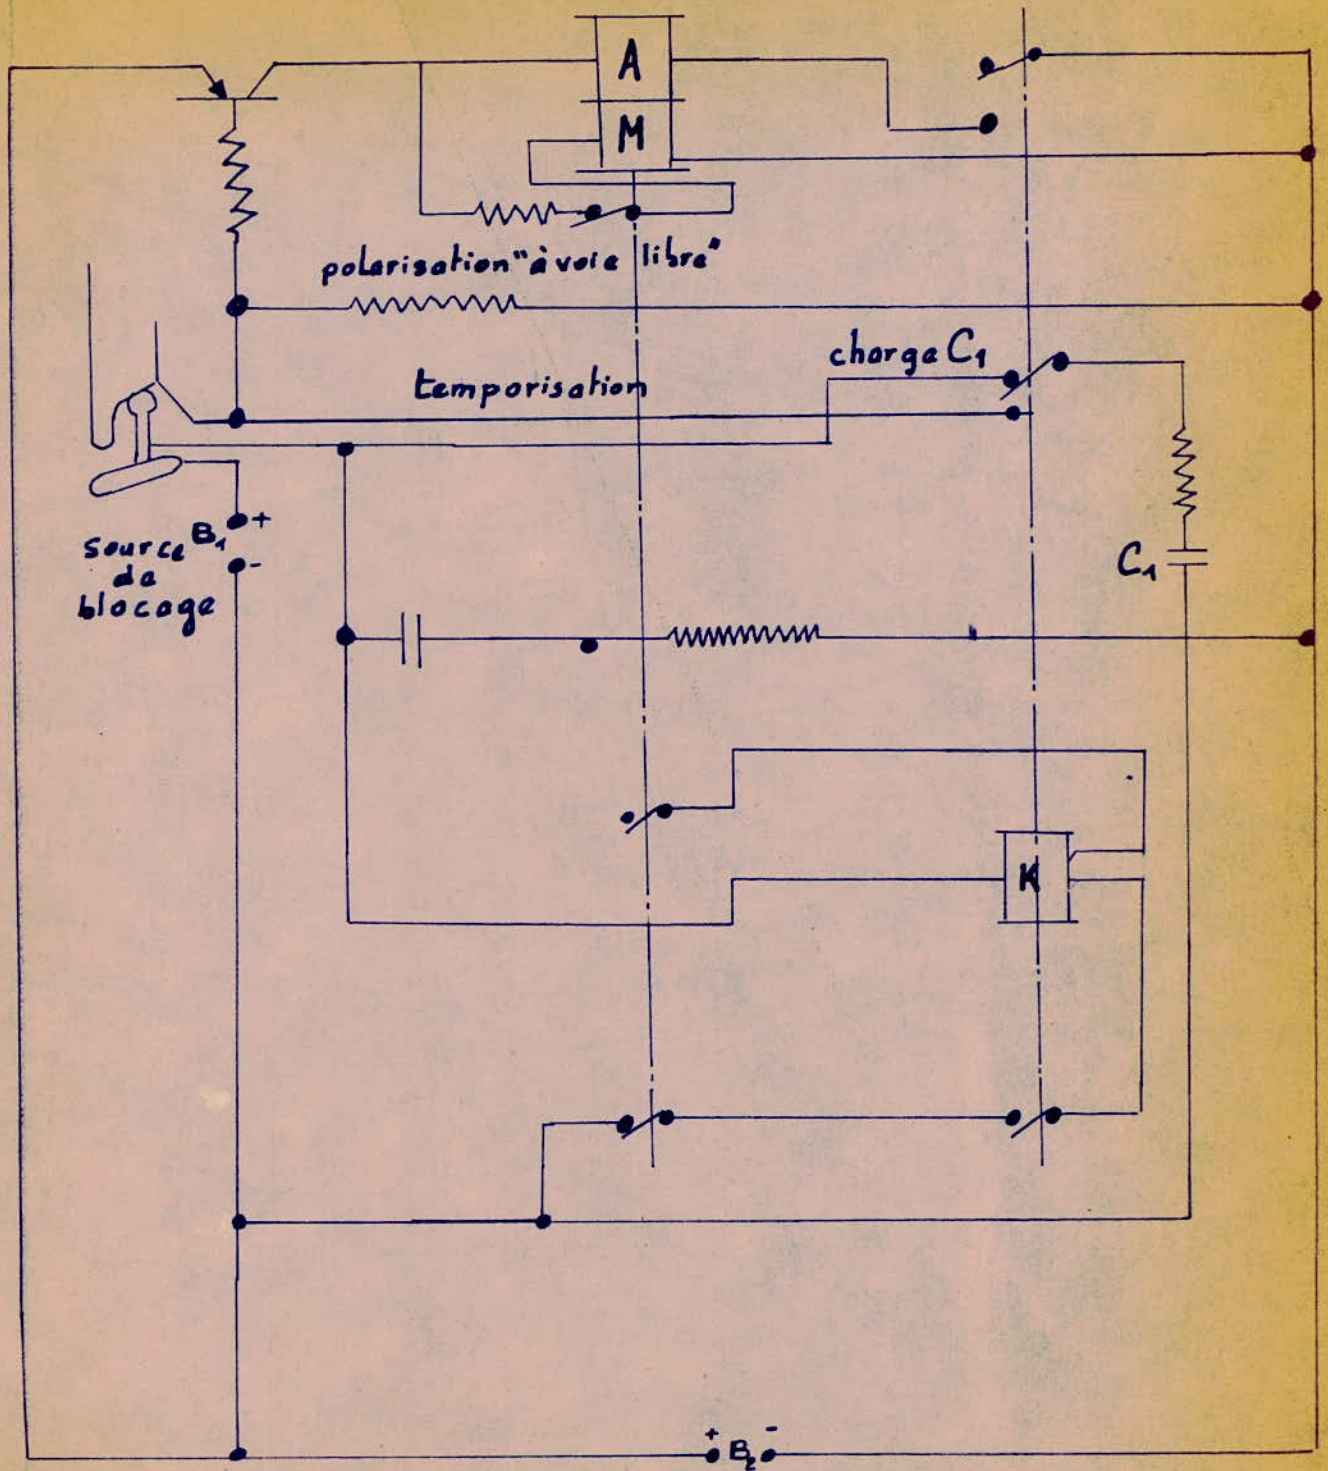 A
M
polarisation "à voie libre"
charge C₁
temporisation
source B₁ +
de -
blocage
C₁
K
+ B₂ -